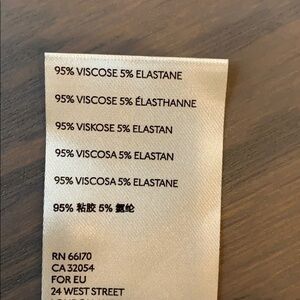 95% VISCOSE 5% ELASTANE
95% VISCOSE 5% ÉLASTHANNE
95% VISKOSE 5% ELASTAN
95% VISCOSA 5% ELASTAN
95% VISCOSA 5% ELASTANE
95% 粘胶 5% 氨纶
RN 66170
CA 32054
FOR EU
24 WEST STREET